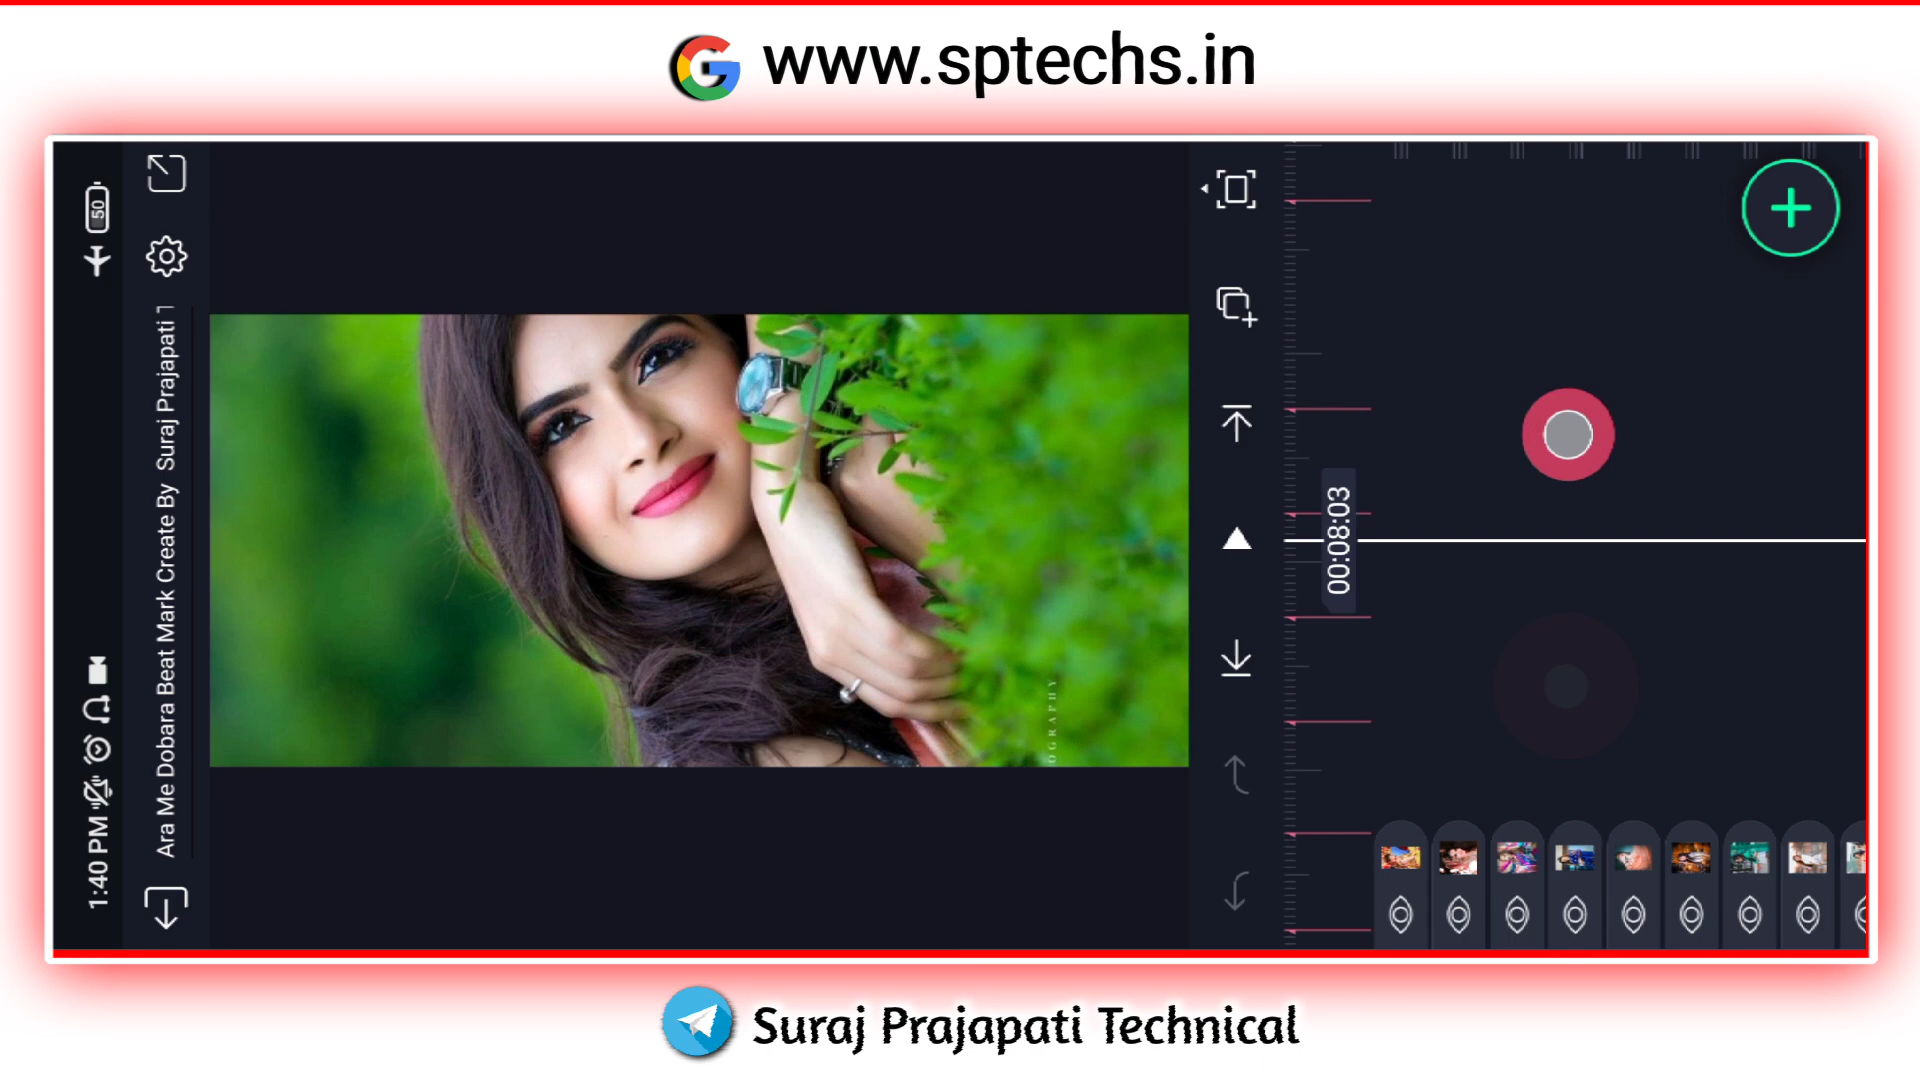 www.sptechs.in
50
1:40 PM
Ara Me Dobara Beat Mark Create By Suraj Prajapati
OGRAPHY
00:08:03
Suraj Prajapati Technical